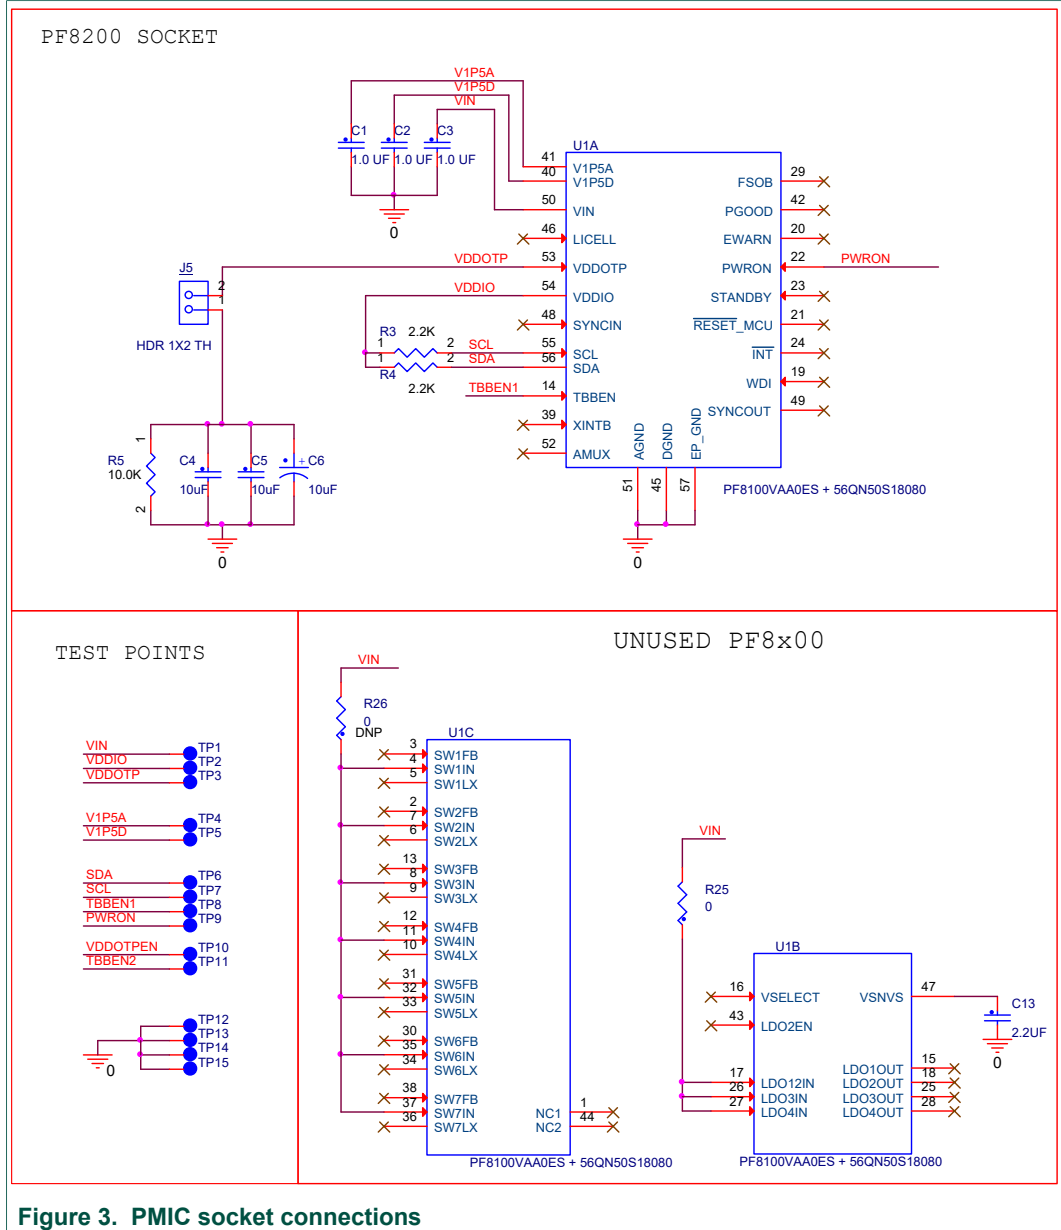 PF8200 SOCKET
V1P5A
V1P5D
VIN
C1
C2
C3
1.0 UF
1.0 UF
1.0 UF
0
U1A
41
V1P5A
40
V1P5D
50
VIN
46
LICELL
VDDOTP
53
VDDOTP
VDDIO
54
VDDIO
48
SYNCIN
R3
2.2K
1
2
SCL
55
SCL
1
2
SDA
56
SDA
R4
2.2K
TBBEN1
14
TBBEN
39
XINTB
52
AMUX
FSOB
29
PGOOD
42
EWARN
20
PWRON
22
PWRON
STANDBY
23
RESET_MCU
21
INT
24
WDI
19
SYNCOUT
49
AGND
DGND
EP_GND
51
45
57
PF8100VAA0ES + 56QN50S18080
0
J5
2
1
HDR 1X2 TH
1
R5
10.0K
2
C4
10uF
C5
10uF
+
C6
10uF
0
TEST POINTS
VIN
TP1
VDDIO
TP2
VDDOTP
TP3
V1P5A
TP4
V1P5D
TP5
SDA
TP6
SCL
TP7
TBBEN1
TP8
PWRON
TP9
VDDOTPEN
TP10
TBBEN2
TP11
TP12
TP13
TP14
TP15
0
UNUSED PF8x00
VIN
R26
0
DNP
U1C
3
SW1FB
4
SW1IN
5
SW1LX
2
SW2FB
7
SW2IN
6
SW2LX
13
SW3FB
8
SW3IN
9
SW3LX
12
SW4FB
11
SW4IN
10
SW4LX
31
SW5FB
32
SW5IN
33
SW5LX
30
SW6FB
35
SW6IN
34
SW6LX
38
SW7FB
37
SW7IN
36
SW7LX
NC1
1
NC2
44
PF8100VAA0ES + 56QN50S18080
VIN
R25
0
U1B
16
VSELECT
43
LDO2EN
17
LDO12IN
26
LDO3IN
27
LDO4IN
VSNVS
47
C13
2.2UF
0
LDO1OUT
15
LDO2OUT
18
LDO3OUT
25
LDO4OUT
28
PF8100VAA0ES + 56QN50S18080
Figure 3. PMIC socket connections